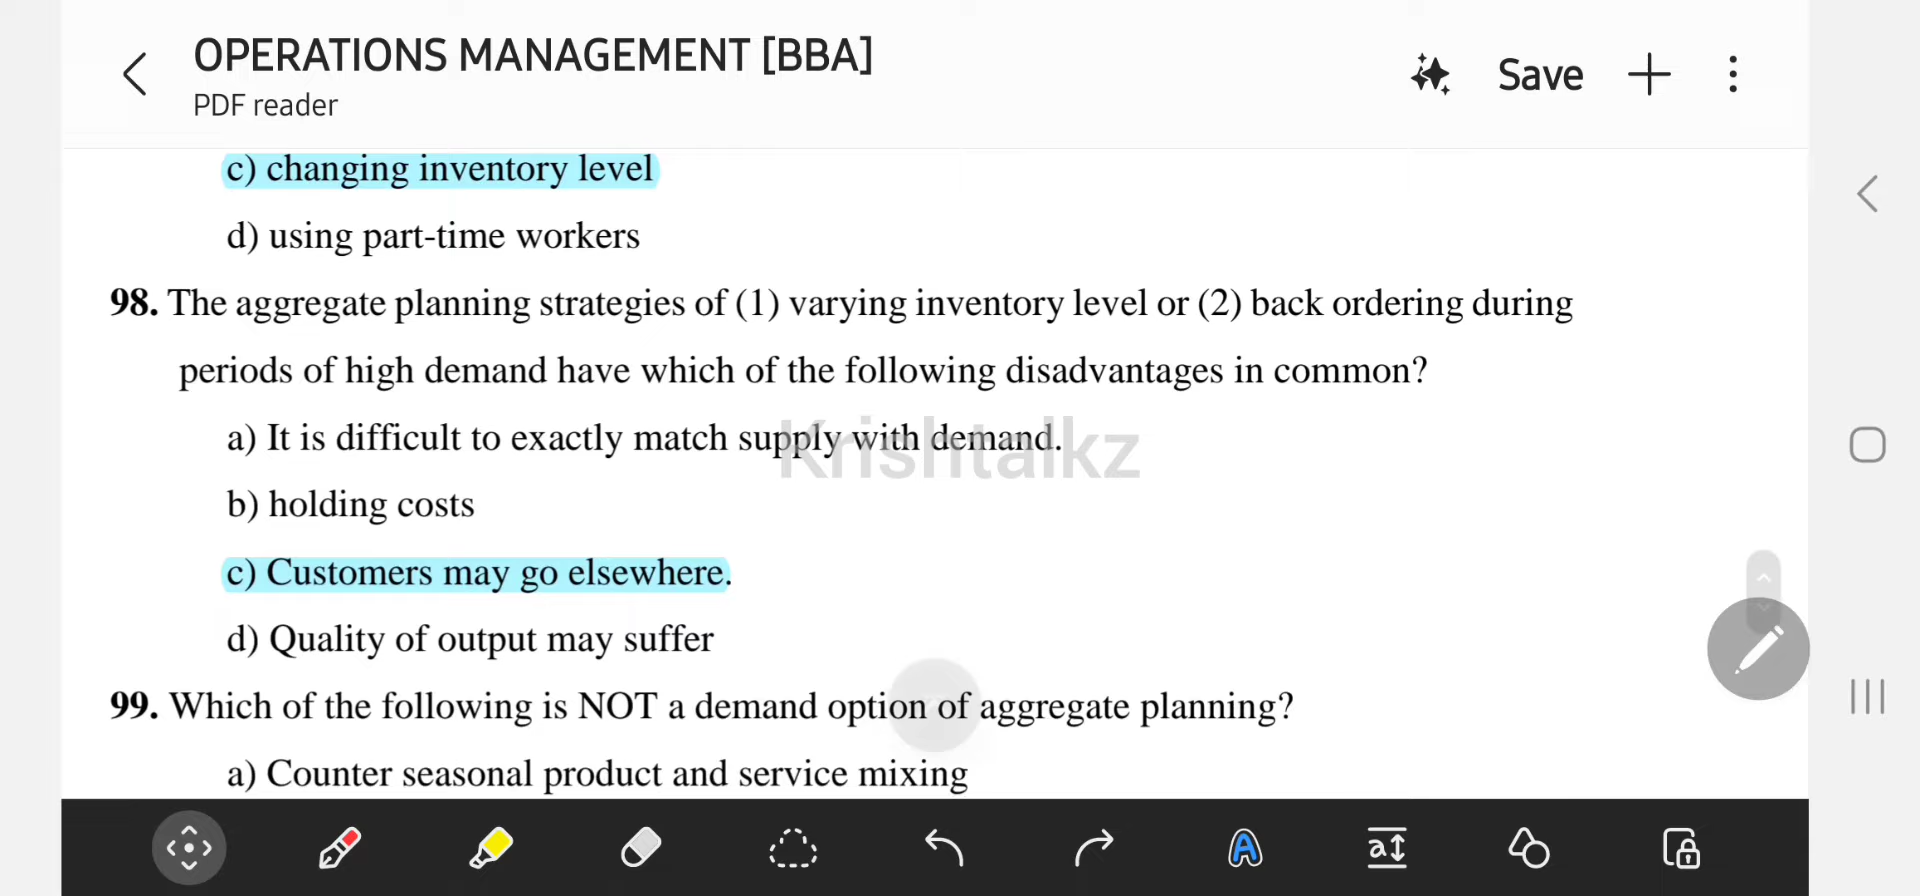 OPERATIONS MANAGEMENT [BBA]
PDF reader
Save
c) changing inventory level
d) using part-time workers
98. The aggregate planning strategies of (1) varying inventory level or (2) back ordering during
periods of high demand have which of the following disadvantages in common?
a) It is difficult to exactly match supply with demand.
Krishtalkz
b) holding costs
c) Customers may go elsewhere.
d) Quality of output may suffer
99. Which of the following is NOT a demand option of aggregate planning?
a) Counter seasonal product and service mixing